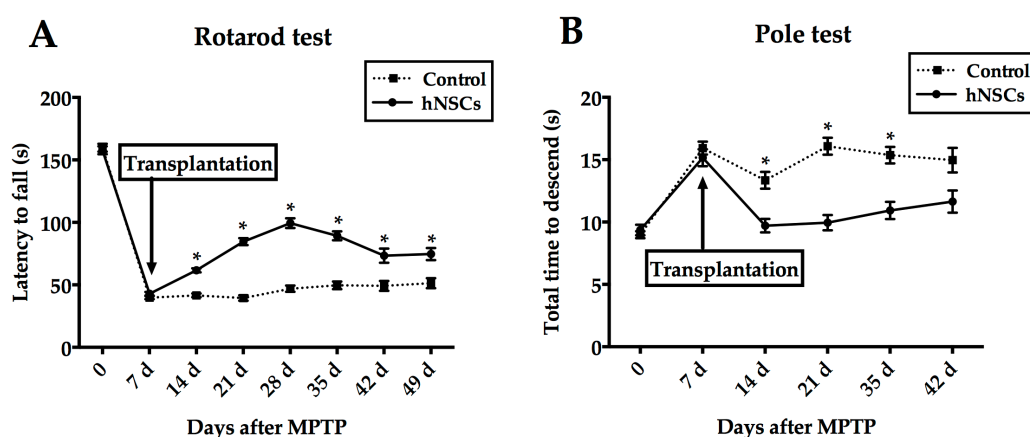 A
Rotarod test
Control
hNSCs
Latency to fall (s)
200
150
100
50
0
Transplantation
*
*
*
*
*
*
0
7 d
14 d
21 d
28 d
35 d
42 d
49 d
Days after MPTP
B
Pole test
Control
hNSCs
Total time to descend (s)
20
15
10
5
0
*
*
*
Transplantation
0
7 d
14 d
21 d
35 d
42 d
Days after MPTP